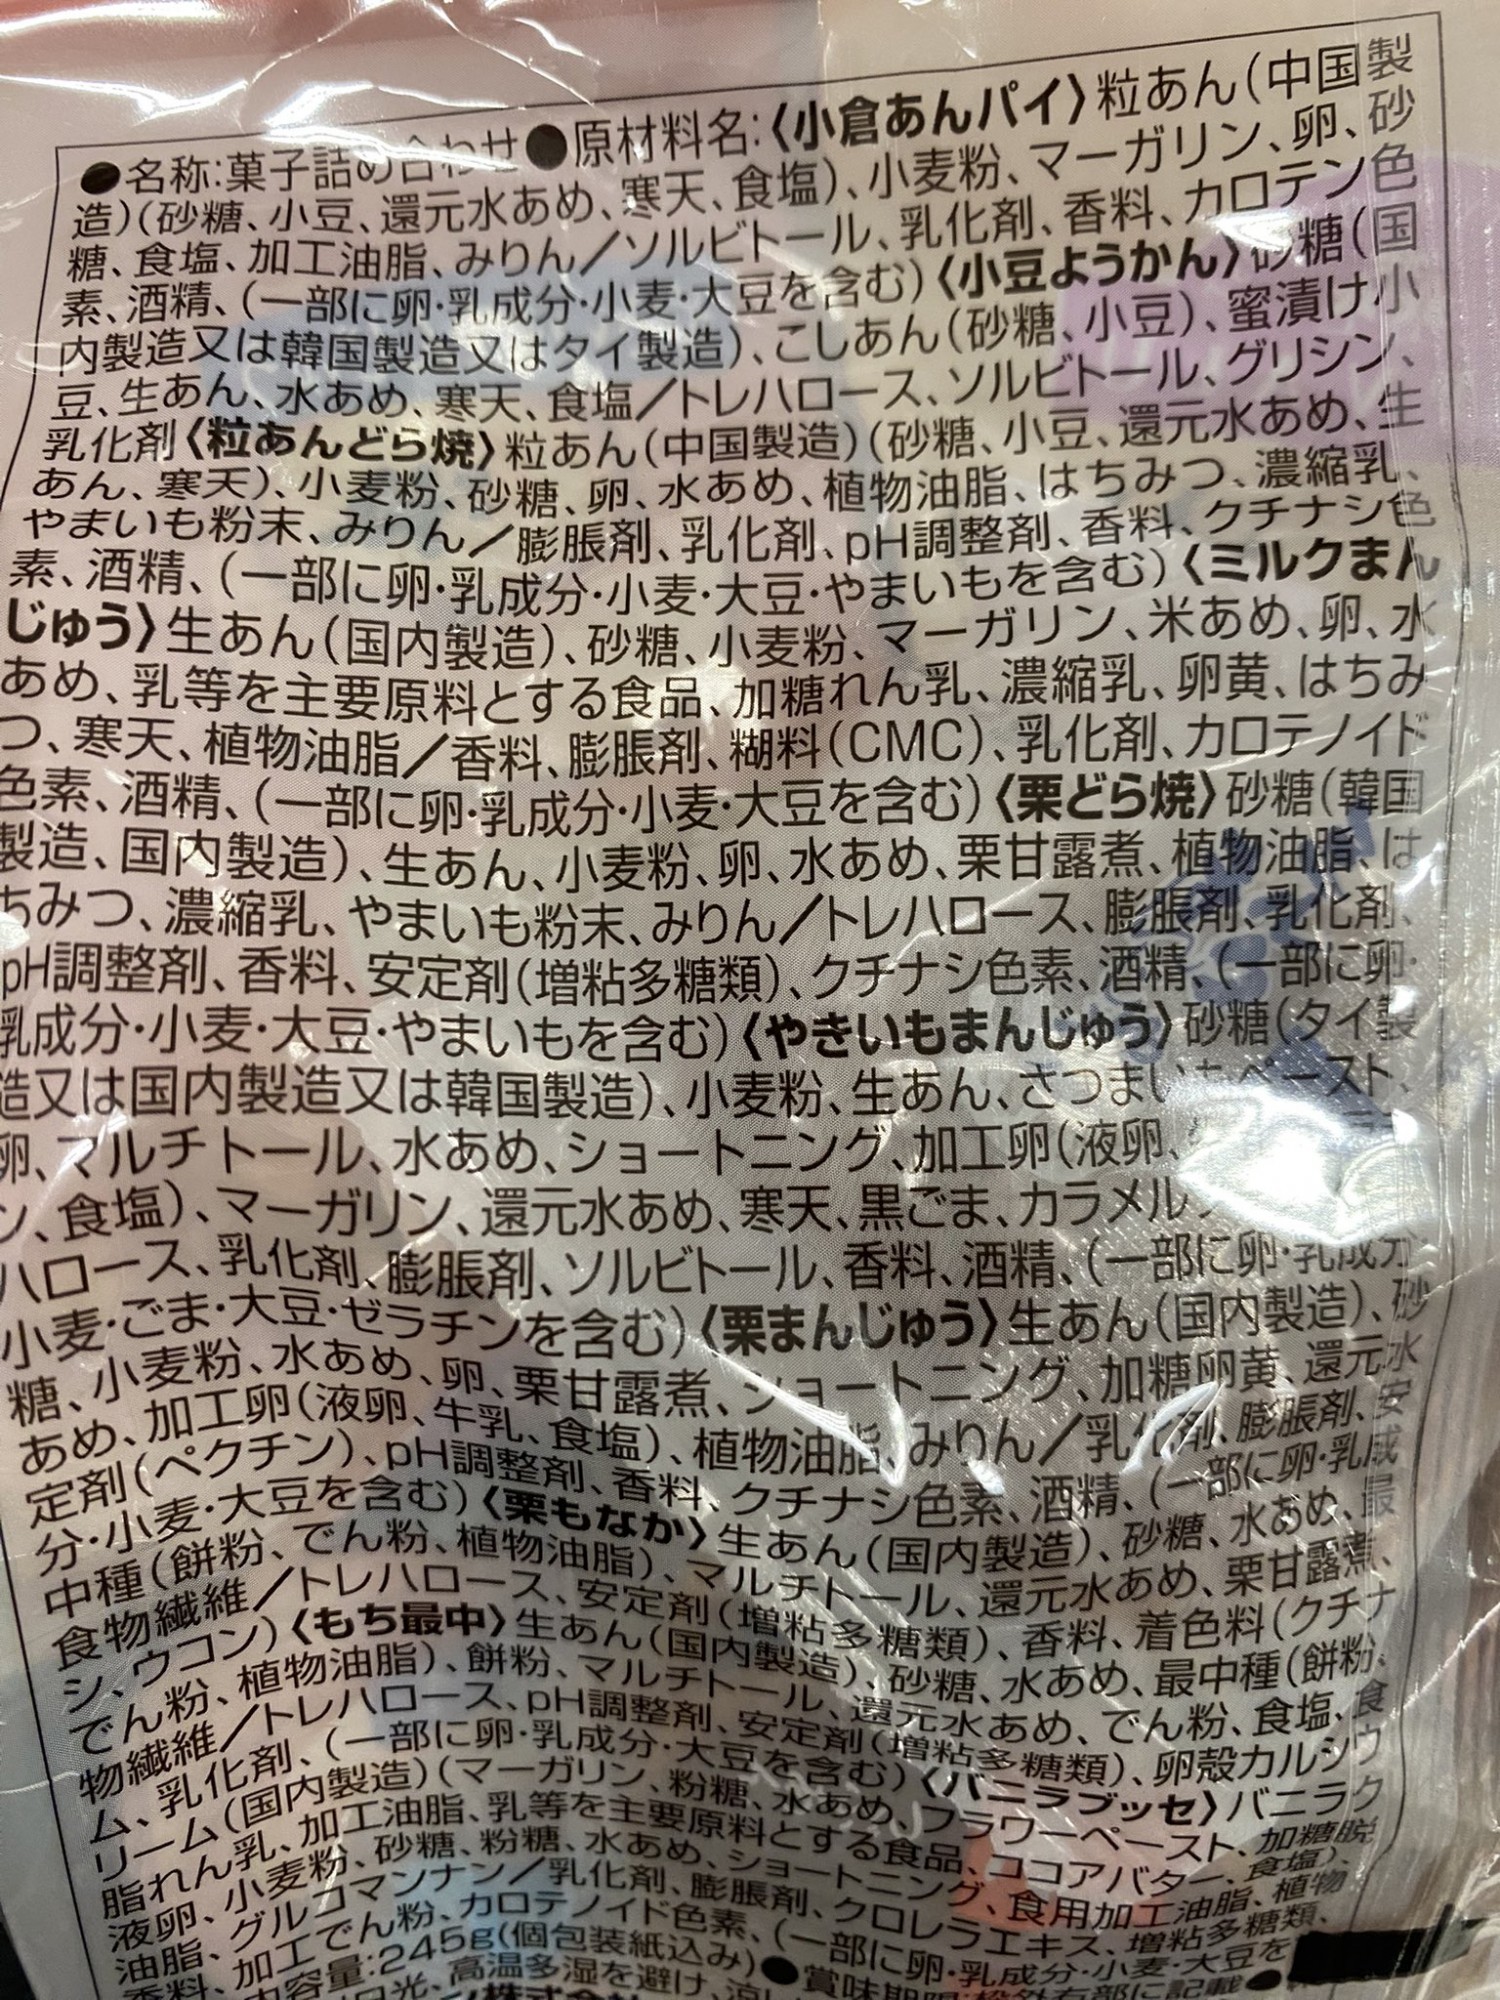 ●名称:菓子詰め合わせ●原材料名:〈小倉あんパイ〉粒あん(中国製
造)(砂糖、小豆、還元水あめ、寒天、食塩)、小麦粉、マーガリン、卵、砂
糖、食塩、加工油脂、みりん/ソルビトール、乳化剤、香料、カロテン色
素、酒精、(一部に卵・乳成分・小麦・大豆を含む)〈小豆ようかん〉砂糖(国
内製造又は韓国製造又はタイ製造)、こしあん(砂糖、小豆)、蜜漬け小
豆、生あん、水あめ、寒天、食塩/トレハロース、ソルビトール、グリシン、
乳化剤〈粒あんどら焼〉粒あん(中国製造)(砂糖、小豆、還元水あめ、生
あん、寒天)、小麦粉、砂糖、卵、水あめ、植物油脂、はちみつ、濃縮乳、
やまいも粉末、みりん/膨脹剤、乳化剤、pH調整剤、香料、クチナシ色
素、酒精、(一部に卵・乳成分・小麦・大豆・やまいもを含む)〈ミルクまん
じゅう〉生あん(国内製造)、砂糖、小麦粉、マーガリン、米あめ、卵、水
あめ、乳等を主要原料とする食品、加糖れん乳、濃縮乳、卵黄、はちみ
つ、寒天、植物油脂/香料、膨脹剤、糊料(CMC)、乳化剤、カロテノイド
色素、酒精、(一部に卵・乳成分・小麦・大豆を含む)〈栗どら焼〉砂糖(韓国
製造、国内製造)、生あん、小麦粉、卵、水あめ、栗甘露煮、植物油脂、は
ちみつ、濃縮乳、やまいも粉末、みりん/トレハロース、膨脹剤、乳化剤、
pH調整剤、香料、安定剤(増粘多糖類)、クチナシ色素、酒精、(一部に卵・
乳成分・小麦・大豆・やまいもを含む)〈やきいもまんじゅう〉砂糖(タイ製
造又は国内製造又は韓国製造)、小麦粉、生あん、さつまいもペースト、
卵、マルチトール、水あめ、ショートニング、加工卵(液卵、
ン、食塩)、マーガリン、還元水あめ、寒天、黒ごま、カラメル
ハロース、乳化剤、膨脹剤、ソルビトール、香料、酒精、(一部に卵・乳成分
小麦・ごま・大豆・ゼラチンを含む)〈栗まんじゅう〉生あん(国内製造)、砂
糖、小麦粉、水あめ、卵、栗甘露煮、ショートニング、加糖卵黄、還元水
あめ、加工卵(液卵、牛乳、食塩)、植物油脂、みりん/乳化剤、膨脹剤、安
定剤(ペクチン)、pH調整剤、香料、クチナシ色素、酒精、(一部に卵・乳成
分・小麦・大豆を含む)〈栗もなか〉生あん(国内製造)、砂糖、水あめ、最
中種(餅粉、でん粉、植物油脂)、マルチトール、還元水あめ、栗甘露煮、
食物繊維/トレハロース、安定剤(増粘多糖類)、香料、着色料(クチナ
シ、ウコン)〈もち最中〉生あん(国内製造)、砂糖、水あめ、最中種(餅粉、
でん粉、植物油脂)、餅粉、マルチトール、還元水あめ、でん粉、食塩、食
物繊維/トレハロース、pH調整剤、安定剤(増粘多糖類)、卵殻カルシウ
ム、乳化剤、(一部に卵・乳成分・大豆を含む)〈バニラブッセ〉バニラク
リーム(国内製造)(マーガリン、粉糖、水あめ、フラワーペースト、加糖脱
脂れん乳、加工油脂、乳等を主要原料とする食品、ココアバター、食塩)、
液卵、小麦粉、砂糖、粉糖、水あめ、ショートニング、食用加工油脂、植物
油脂、グルコマンナン/乳化剤、膨脹剤、クロレラエキス、増粘多糖類、
香料、加工でん粉、カロテノイド色素、(一部に卵・乳成分・小麦・大豆を
内容量:245g(個包装紙込み)●賞味期限:枠外右部に記載●
日光、高温多湿を避け、涼し
株式会社